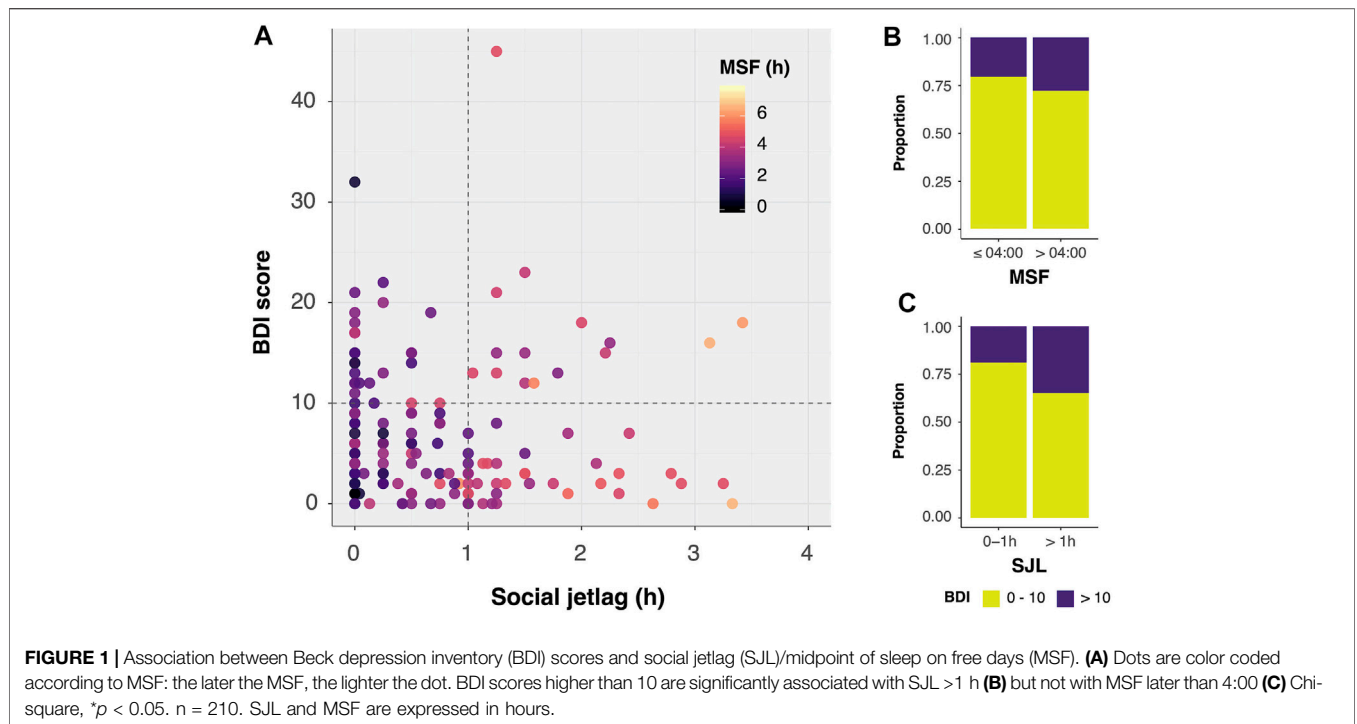 A
MSF (h)
6
4
2
0
40
30
20
10
0
BDI score
0
1
2
3
4
Social jetlag (h)
B
1.00
0.75
0.50
0.25
0.00
Proportion
≤ 04:00
> 04:00
MSF
C
1.00
0.75
0.50
0.25
0.00
Proportion
0–1h
> 1h
SJL
BDI 0 - 10 > 10
FIGURE 1 | Association between Beck depression inventory (BDI) scores and social jetlag (SJL)/midpoint of sleep on free days (MSF). (A) Dots are color coded
according to MSF: the later the MSF, the lighter the dot. BDI scores higher than 10 are significantly associated with SJL >1 h (B) but not with MSF later than 4:00 (C) Chi-
square, *p < 0.05. n = 210. SJL and MSF are expressed in hours.